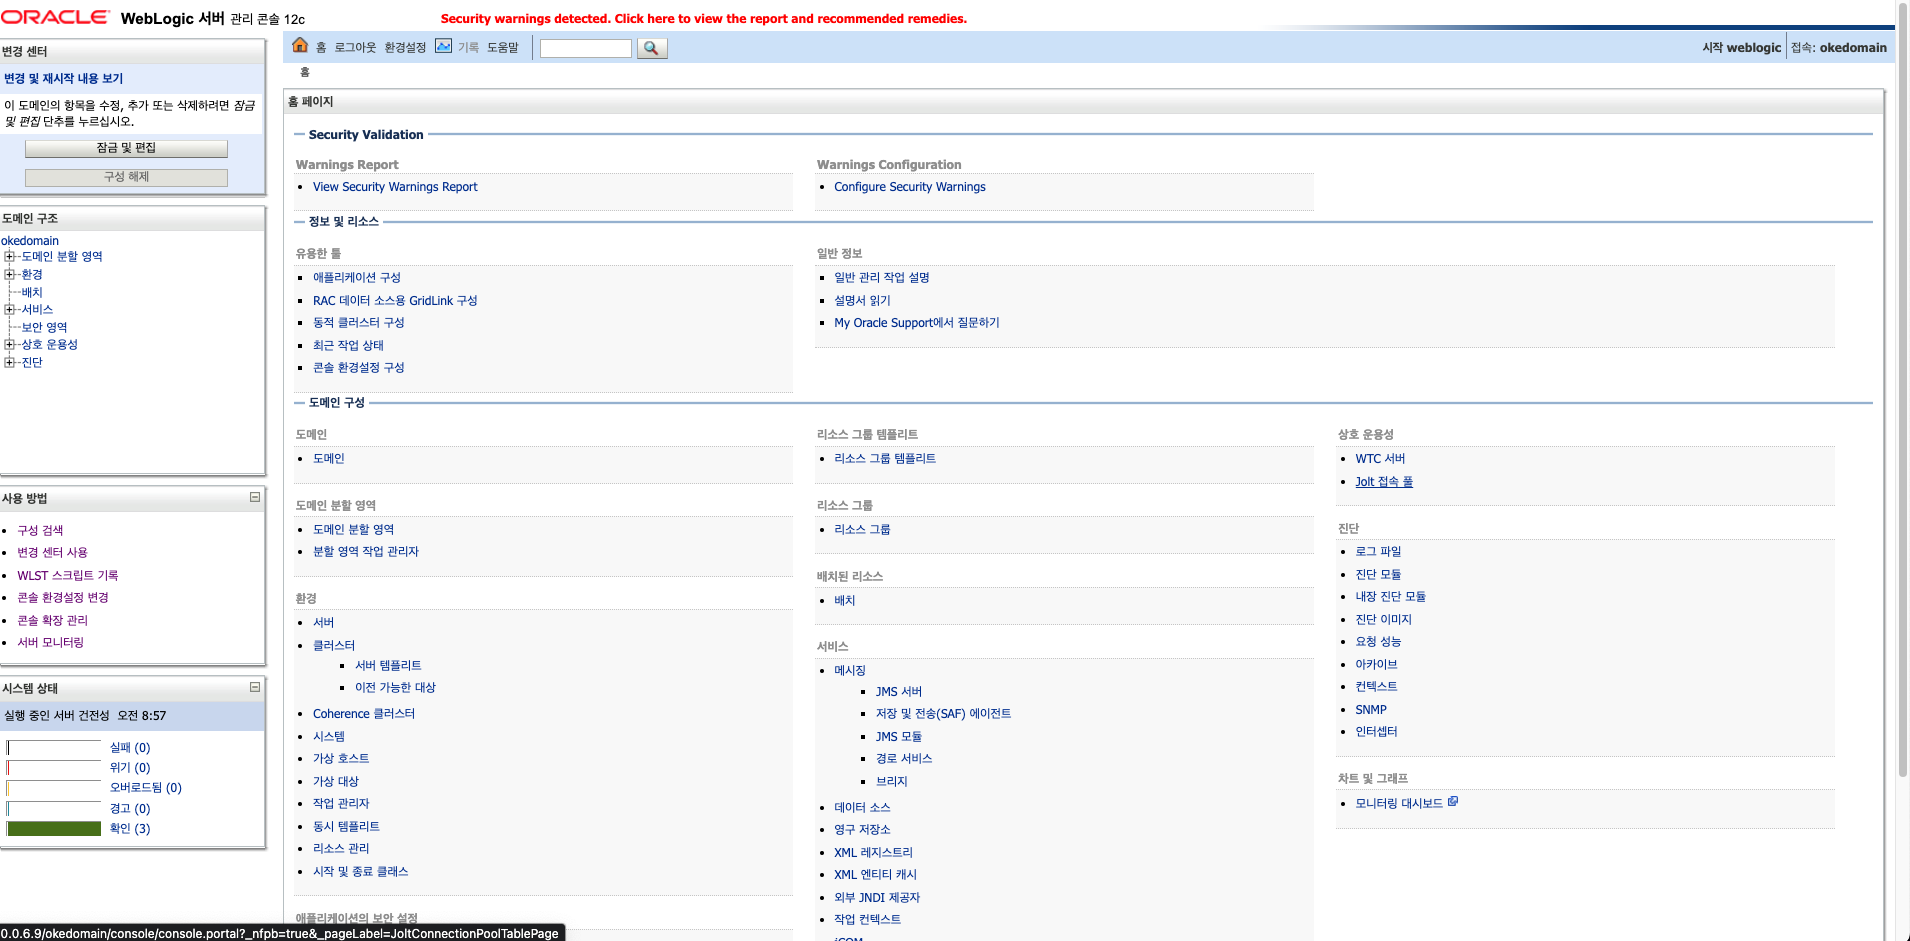 ORACLE WebLogic 서버 관리 콘솔 12c
Security warnings detected. Click here to view the report and recommended remedies.
변경 센터
변경 및 재시작 내용 보기
이 도메인의 항목을 수정, 추가 또는 삭제하려면 잠금
및 편집 단추를 누르십시오.
잠금 및 편집
구성 해제
도메인 구조
okedomain
도메인 분할 영역
환경
배치
서비스
보안 영역
상호 운용성
진단
사용 방법
구성 검색
변경 센터 사용
WLST 스크립트 기록
콘솔 환경설정 변경
콘솔 확장 관리
서버 모니터링
시스템 상태
실행 중인 서버 건전성 오전 8:57
실패 (0)
위기 (0)
오버로드됨 (0)
경고 (0)
확인 (3)
홈 로그아웃 환경설정 기록 도움말
시작 weblogic 접속: okedomain
홈
홈 페이지
Security Validation
Warnings Report
View Security Warnings Report
Warnings Configuration
Configure Security Warnings
정보 및 리소스
유용한 툴
애플리케이션 구성
RAC 데이터 소스용 GridLink 구성
동적 클러스터 구성
최근 작업 상태
콘솔 환경설정 구성
일반 정보
일반 관리 작업 설명
설명서 읽기
My Oracle Support에서 질문하기
도메인 구성
도메인
도메인
도메인 분할 영역
도메인 분할 영역
분할 영역 작업 관리자
환경
서버
클러스터
서버 템플리트
이전 가능한 대상
Coherence 클러스터
시스템
가상 호스트
가상 대상
작업 관리자
동시 템플리트
리소스 관리
시작 및 종료 클래스
애플리케이션의 보안 설정
리소스 그룹 템플리트
리소스 그룹 템플리트
리소스 그룹
리소스 그룹
배치된 리소스
배치
서비스
메시징
JMS 서버
저장 및 전송(SAF) 에이전트
JMS 모듈
경로 서비스
브리지
데이터 소스
영구 저장소
XML 레지스트리
XML 엔티티 캐시
외부 JNDI 제공자
작업 컨텍스트
jCOM
상호 운용성
WTC 서버
Jolt 접속 풀
진단
로그 파일
진단 모듈
내장 진단 모듈
진단 이미지
요청 성능
아카이브
컨텍스트
SNMP
인터셉터
차트 및 그래프
모니터링 대시보드
0.0.6.9/okedomain/console/console.portal?_nfpb=true&_pageLabel=JoltConnectionPoolTablePage